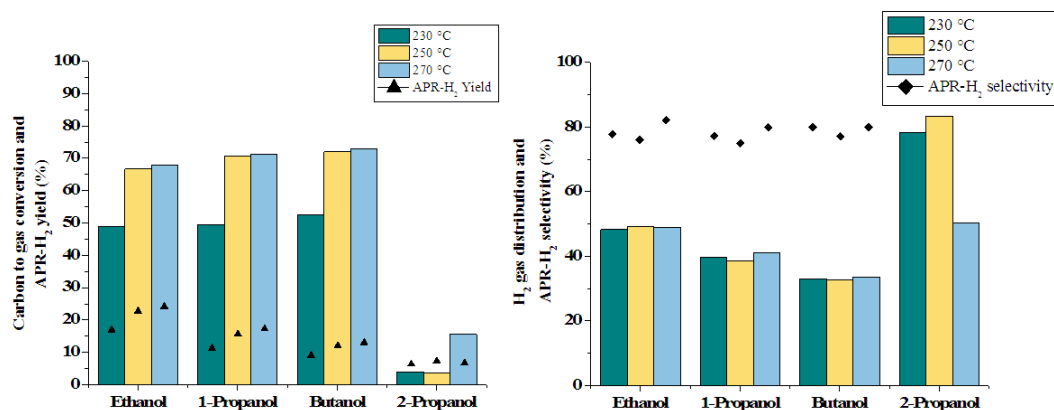 230 °C
250 °C
270 °C
APR-H₂ Yield
Carbon to gas conversion and
APR-H₂ yield (%)
100
90
80
70
60
50
40
30
20
10
0
Ethanol 1-Propanol Butanol 2-Propanol
230 °C
250 °C
270 °C
APR-H₂ selectivity
H₂ gas distribution and
APR-H₂ selectivity (%)
100
80
60
40
20
0
Ethanol 1-Propanol Butanol 2-Propanol